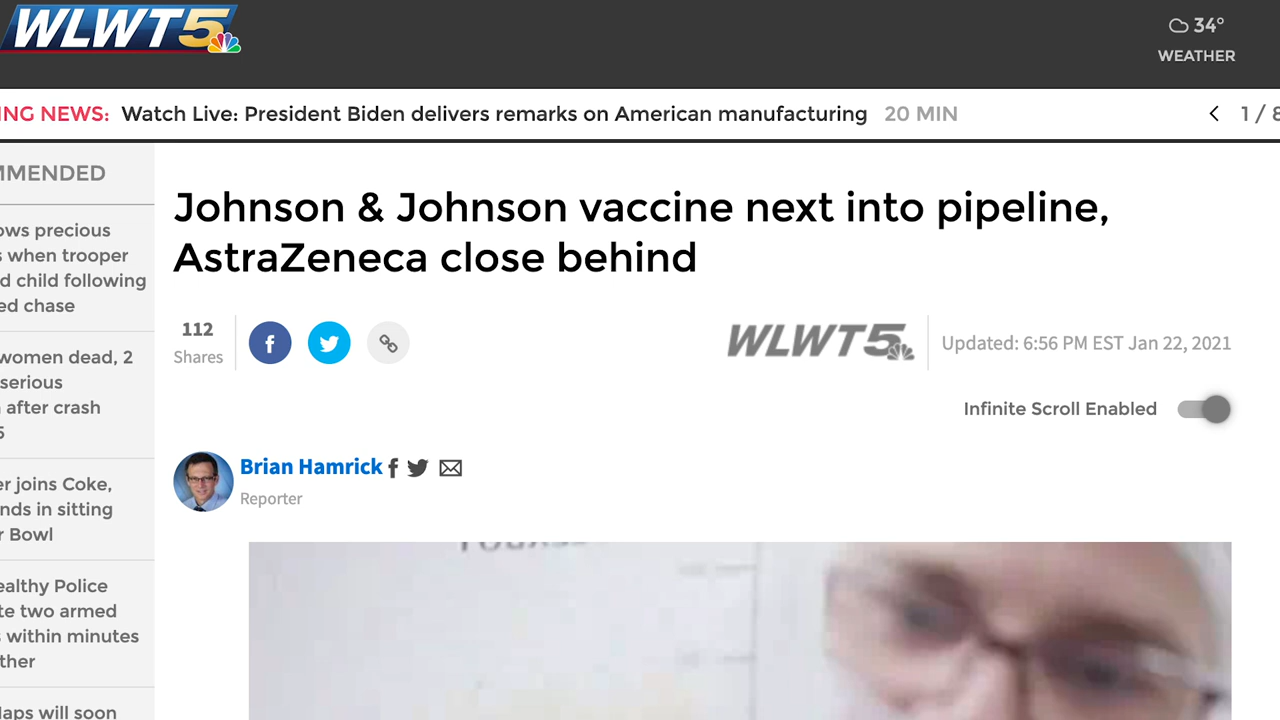 WLWT5
34°
WEATHER
ING NEWS: Watch Live: President Biden delivers remarks on American manufacturing 20 MIN
1 / 8
MMENDED
ows precious
s when trooper
d child following
ed chase
women dead, 2
serious
after crash
5
er joins Coke,
nds in sitting
r Bowl
ealthy Police
te two armed
s within minutes
ther
Maps will soon
Johnson & Johnson vaccine next into pipeline,
AstraZeneca close behind
112
Shares
WLWT5
Updated: 6:56 PM EST Jan 22, 2021
Infinite Scroll Enabled
Brian Hamrick
Reporter